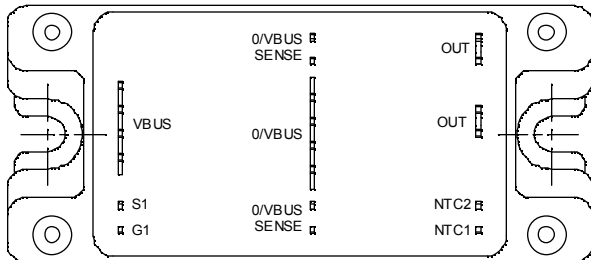 0/VBUS
SENSE
OUT
VBUS
0/VBUS
OUT
S1
0/VBUS
SENSE
NTC2
G1
NTC1